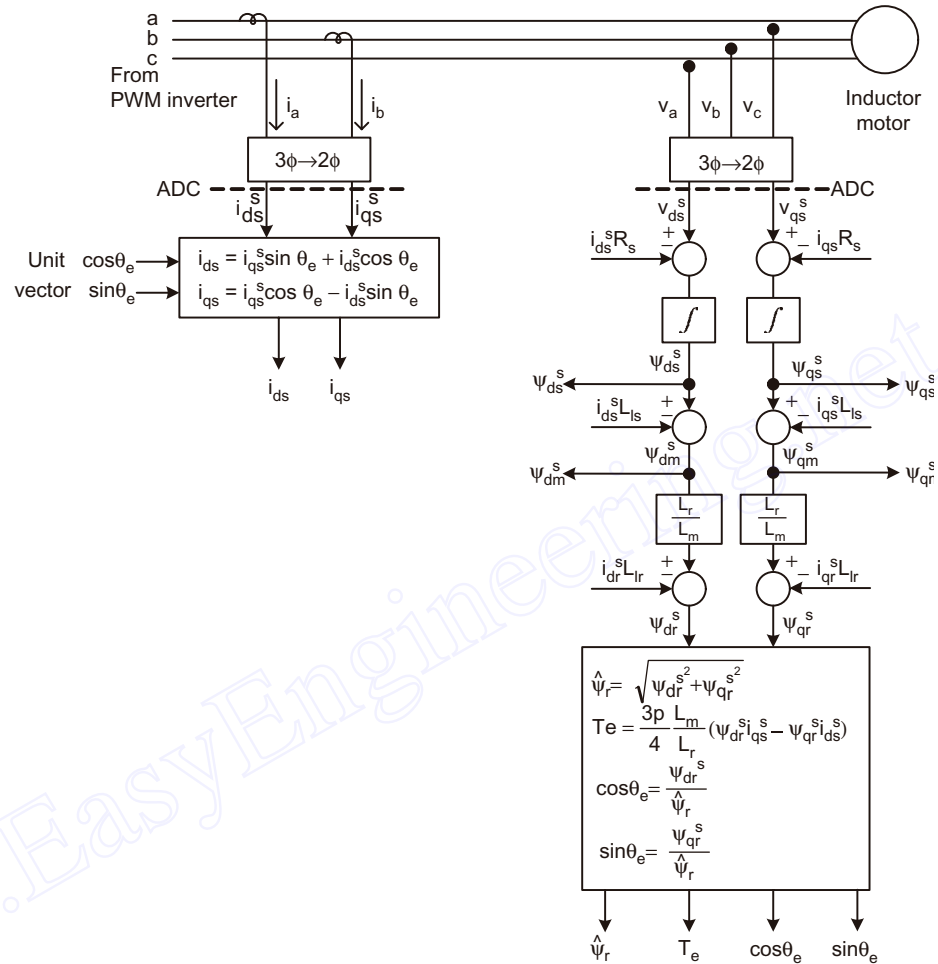 a
b
c
From
PWM inverter
i_a
i_b
v_a
v_b
v_c
Inductor
motor
3ϕ→2ϕ
3ϕ→2ϕ
ADC
ADC
i_ds^s
i_qs^s
v_ds^s
v_qs^s
Unit cosθ_e
vector sinθ_e
i_ds = i_qs^s sin θ_e + i_ds^s cos θ_e
i_qs = i_qs^s cos θ_e – i_ds^s sin θ_e
i_ds
i_qs
i_ds^s R_s
+
–
+
–
i_qs R_s
∫
∫
ψ_ds^s
ψ_qs^s
ψ_ds^s
ψ_qs^s
i_ds^s L_ls
+
–
+
–
i_qs^s L_ls
ψ_dm^s
ψ_qm^s
ψ_dm^s
ψ_qm^s
L_r/L_m
L_r/L_m
i_dr^s L_lr
+
–
+
–
i_qr^s L_lr
ψ_dr^s
ψ_qr^s
ψ̂_r = √(ψ_dr^s^2 + ψ_qr^s^2)
Te = 3p/4 L_m/L_r (ψ_dr^s i_qs^s – ψ_qr^s i_ds^s)
cosθ_e = ψ_dr^s/ψ̂_r
sinθ_e = ψ_qr^s/ψ̂_r
ψ̂_r
T_e
cosθ_e
sinθ_e
.EasyEngineering.net